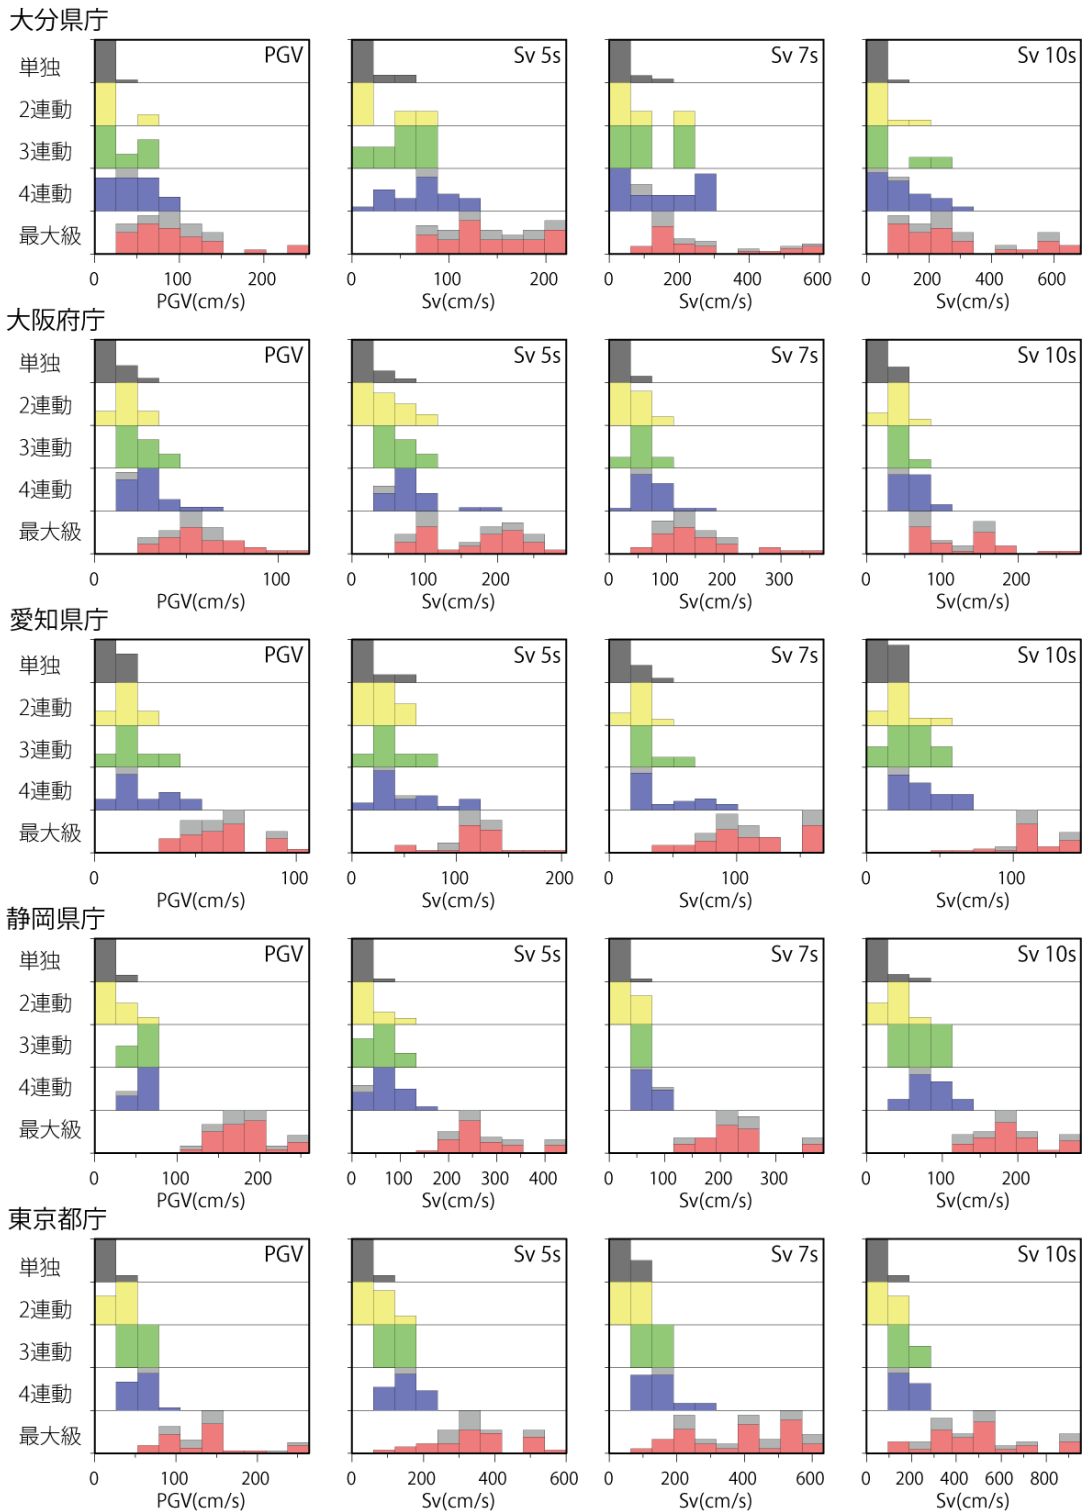 大分県庁
PGV Sv 5s Sv 7s Sv 10s
単独
2連動
3連動
4連動
最大級
0 100 200 0 100 200 0 200 400 600 0 200 400 600
PGV(cm/s) Sv(cm/s) Sv(cm/s) Sv(cm/s)
大阪府庁
PGV Sv 5s Sv 7s Sv 10s
単独
2連動
3連動
4連動
最大級
0 100 0 100 200 0 100 200 300 0 100 200
PGV(cm/s) Sv(cm/s) Sv(cm/s) Sv(cm/s)
愛知県庁
PGV Sv 5s Sv 7s Sv 10s
単独
2連動
3連動
4連動
最大級
0 100 0 100 200 0 100 0 100
PGV(cm/s) Sv(cm/s) Sv(cm/s) Sv(cm/s)
静岡県庁
PGV Sv 5s Sv 7s Sv 10s
単独
2連動
3連動
4連動
最大級
0 100 200 0 100 200 300 400 0 100 200 300 0 100 200
PGV(cm/s) Sv(cm/s) Sv(cm/s) Sv(cm/s)
東京都庁
PGV Sv 5s Sv 7s Sv 10s
単独
2連動
3連動
4連動
最大級
0 100 200 0 200 400 600 0 200 400 600 0 200 400 600 800
PGV(cm/s) Sv(cm/s) Sv(cm/s) Sv(cm/s)